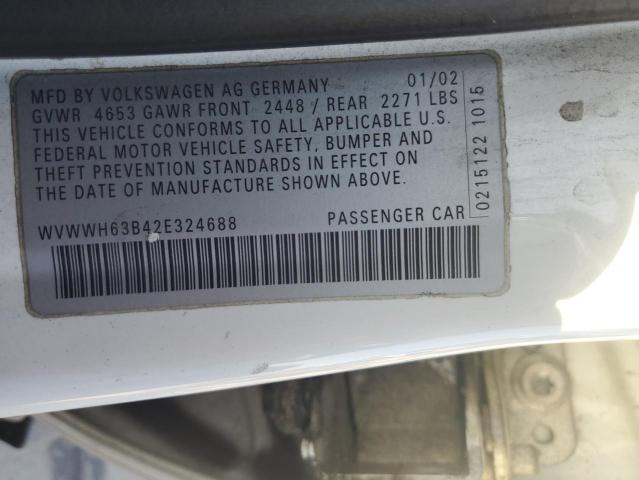 MFD BY VOLKSWAGEN AG GERMANY 01/02
GVWR 4653 GAWR FRONT 2448 / REAR 2271 LBS
THIS VEHICLE CONFORMS TO ALL APPLICABLE U.S.
FEDERAL MOTOR VEHICLE SAFETY, BUMPER AND
THEFT PREVENTION STANDARDS IN EFFECT ON
THE DATE OF MANUFACTURE SHOWN ABOVE.
WVWWH63B42E324688 PASSENGER CAR
0215122 1015